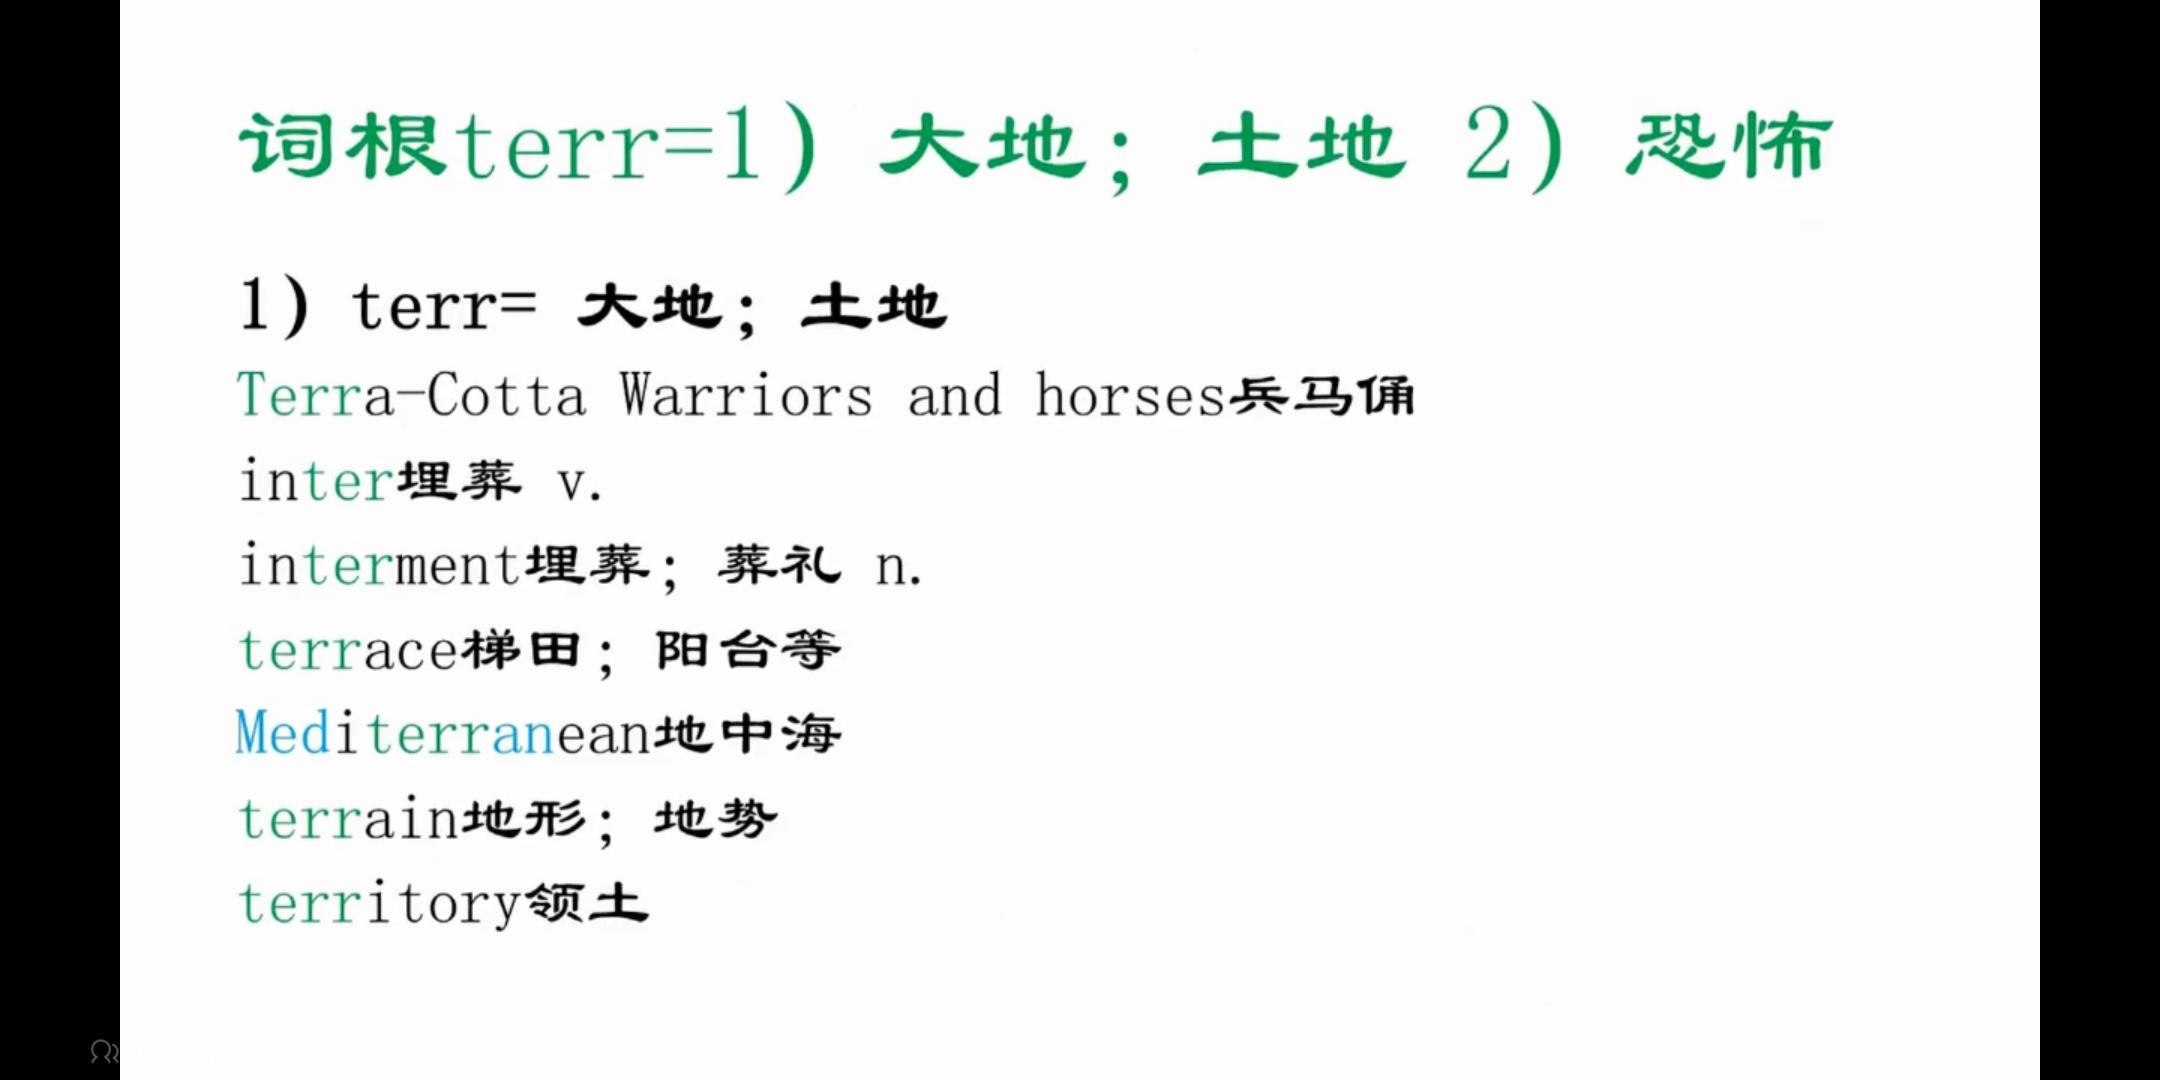 词根terr=1) 大地；土地 2) 恐怖
1) terr= 大地；土地
Terra-Cotta Warriors and horses兵马俑
inter埋葬 v.
interment埋葬；葬礼 n.
terrace梯田；阳台等
Mediterranean地中海
terrain地形；地势
territory领土